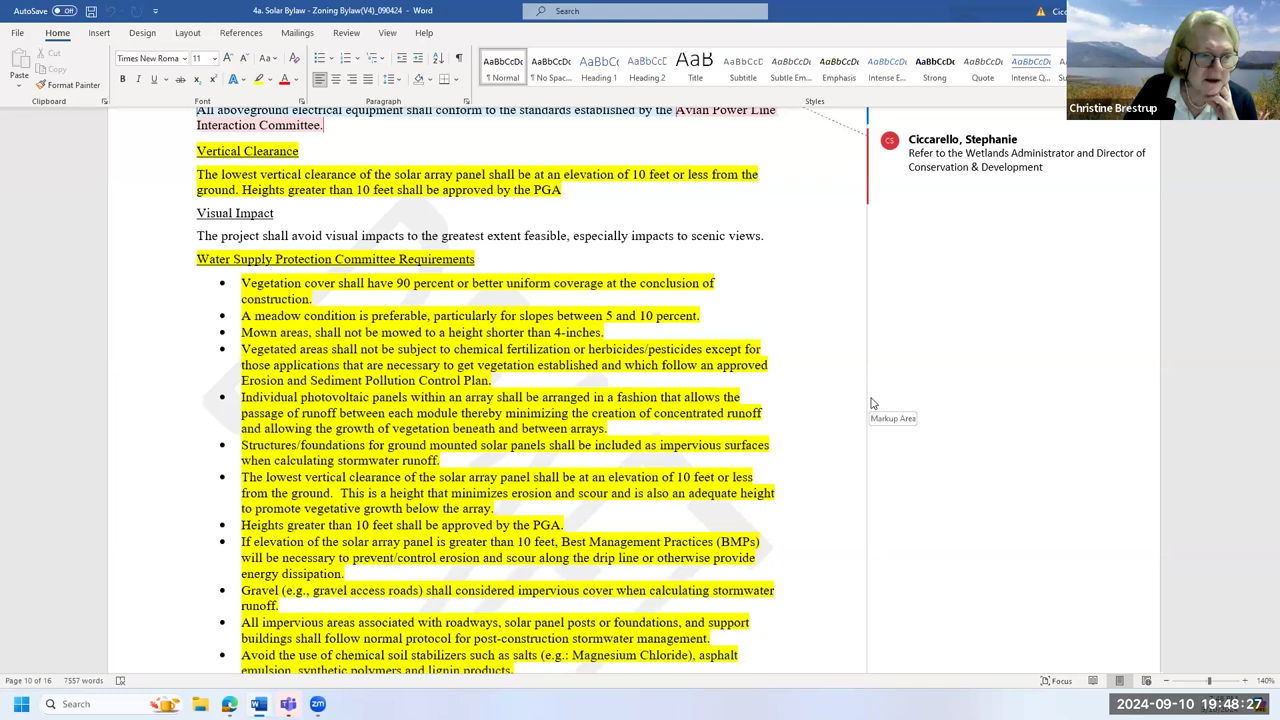 AutoSave Off
4a. Solar Bylaw - Zoning Bylaw(V4)_090424 - Word
Search
Cicc
File Home Insert Draw Design Layout References Mailings Review View Help
Paste
Cut
Copy
Format Painter
Clipboard
Times New Roma 11
Font
Paragraph
AaBbCcDc AaBbCcDc AaBbC( AaBbCcC AaB AaBbCcC AaBbCcDc AaBbCcDc AaBbCcDc AaBbCcDc AaBbCcDc AaBbCcDc
¶ Normal ¶ No Spac... Heading 1 Heading 2 Title Subtitle Subtle Em... Emphasis Intense E... Strong Quote Intense Q...
Styles
Christine Brestrup
All aboveground electrical equipment shall conform to the standards established by the Avian Power Line
Interaction Committee.
CS
Ciccarello, Stephanie
Refer to the Wetlands Administrator and Director of
Conservation & Development
Vertical Clearance
The lowest vertical clearance of the solar array panel shall be at an elevation of 10 feet or less from the
ground. Heights greater than 10 feet shall be approved by the PGA
Visual Impact
The project shall avoid visual impacts to the greatest extent feasible, especially impacts to scenic views.
Water Supply Protection Committee Requirements
• Vegetation cover shall have 90 percent or better uniform coverage at the conclusion of
construction.
• A meadow condition is preferable, particularly for slopes between 5 and 10 percent.
• Mown areas, shall not be mowed to a height shorter than 4-inches.
• Vegetated areas shall not be subject to chemical fertilization or herbicides/pesticides except for
those applications that are necessary to get vegetation established and which follow an approved
Erosion and Sediment Pollution Control Plan.
• Individual photovoltaic panels within an array shall be arranged in a fashion that allows the
passage of runoff between each module thereby minimizing the creation of concentrated runoff
and allowing the growth of vegetation beneath and between arrays.
Markup Area
• Structures/foundations for ground mounted solar panels shall be included as impervious surfaces
when calculating stormwater runoff.
• The lowest vertical clearance of the solar array panel shall be at an elevation of 10 feet or less
from the ground. This is a height that minimizes erosion and scour and is also an adequate height
to promote vegetative growth below the array.
• Heights greater than 10 feet shall be approved by the PGA.
• If elevation of the solar array panel is greater than 10 feet, Best Management Practices (BMPs)
will be necessary to prevent/control erosion and scour along the drip line or otherwise provide
energy dissipation.
• Gravel (e.g., gravel access roads) shall considered impervious cover when calculating stormwater
runoff.
• All impervious areas associated with roadways, solar panel posts or foundations, and support
buildings shall follow normal protocol for post-construction stormwater management.
• Avoid the use of chemical soil stabilizers such as salts (e.g.: Magnesium Chloride), asphalt
emulsion, synthetic polymers and lignin products.
Page 10 of 16 7557 words
Focus
140%
Search
2024-09-10 19:48:27